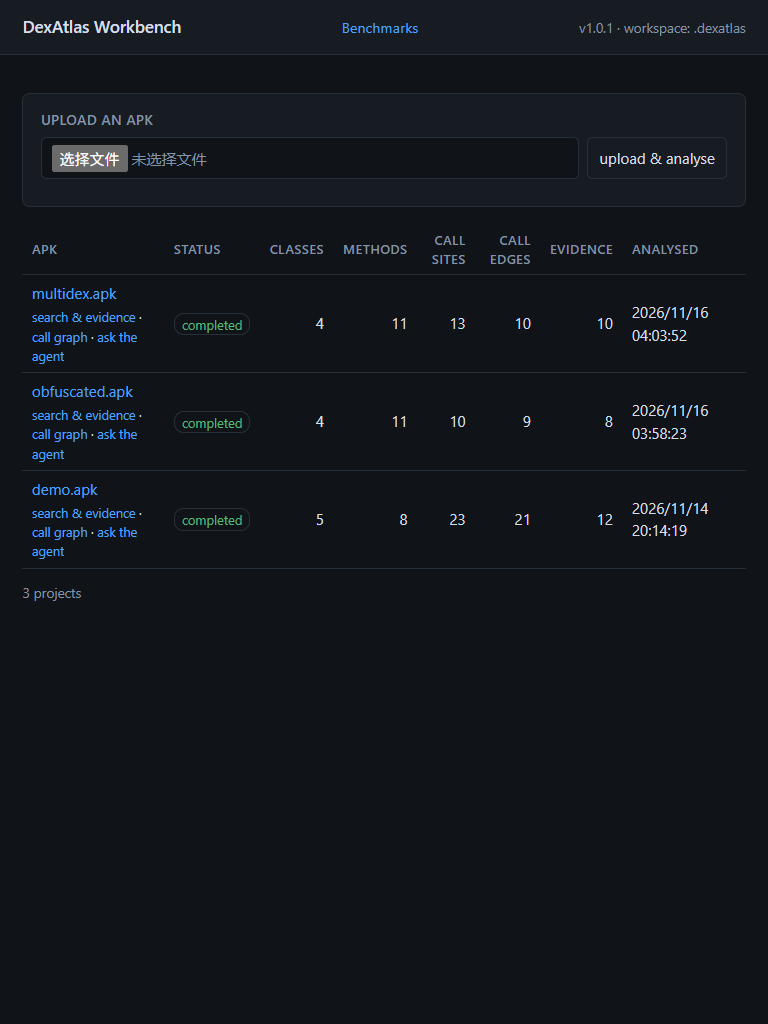 DexAtlas Workbench
Benchmarks
v1.0.1 · workspace: .dexatlas
UPLOAD AN APK
选择文件 未选择文件
upload & analyse
APK STATUS CLASSES METHODS CALL SITES CALL EDGES EVIDENCE ANALYSED
multidex.apk
search & evidence ·
call graph · ask the
agent
completed 4 11 13 10 10 2026/11/16
04:03:52
obfuscated.apk
search & evidence ·
call graph · ask the
agent
completed 4 11 10 9 8 2026/11/16
03:58:23
demo.apk
search & evidence ·
call graph · ask the
agent
completed 5 8 23 21 12 2026/11/14
20:14:19
3 projects